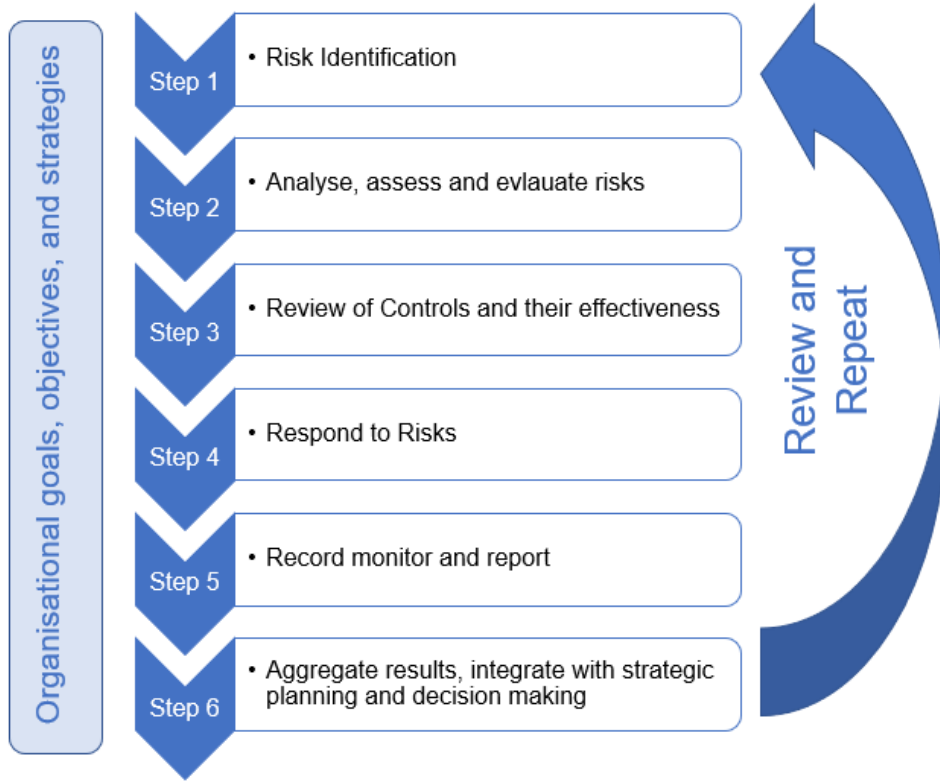 Organisational goals, objectives, and strategies
Step 1
• Risk Identification
Step 2
• Analyse, assess and evlauate risks
Step 3
• Review of Controls and their effectiveness
Step 4
• Respond to Risks
Step 5
• Record monitor and report
Step 6
• Aggregate results, integrate with strategic
planning and decision making
Review and
Repeat